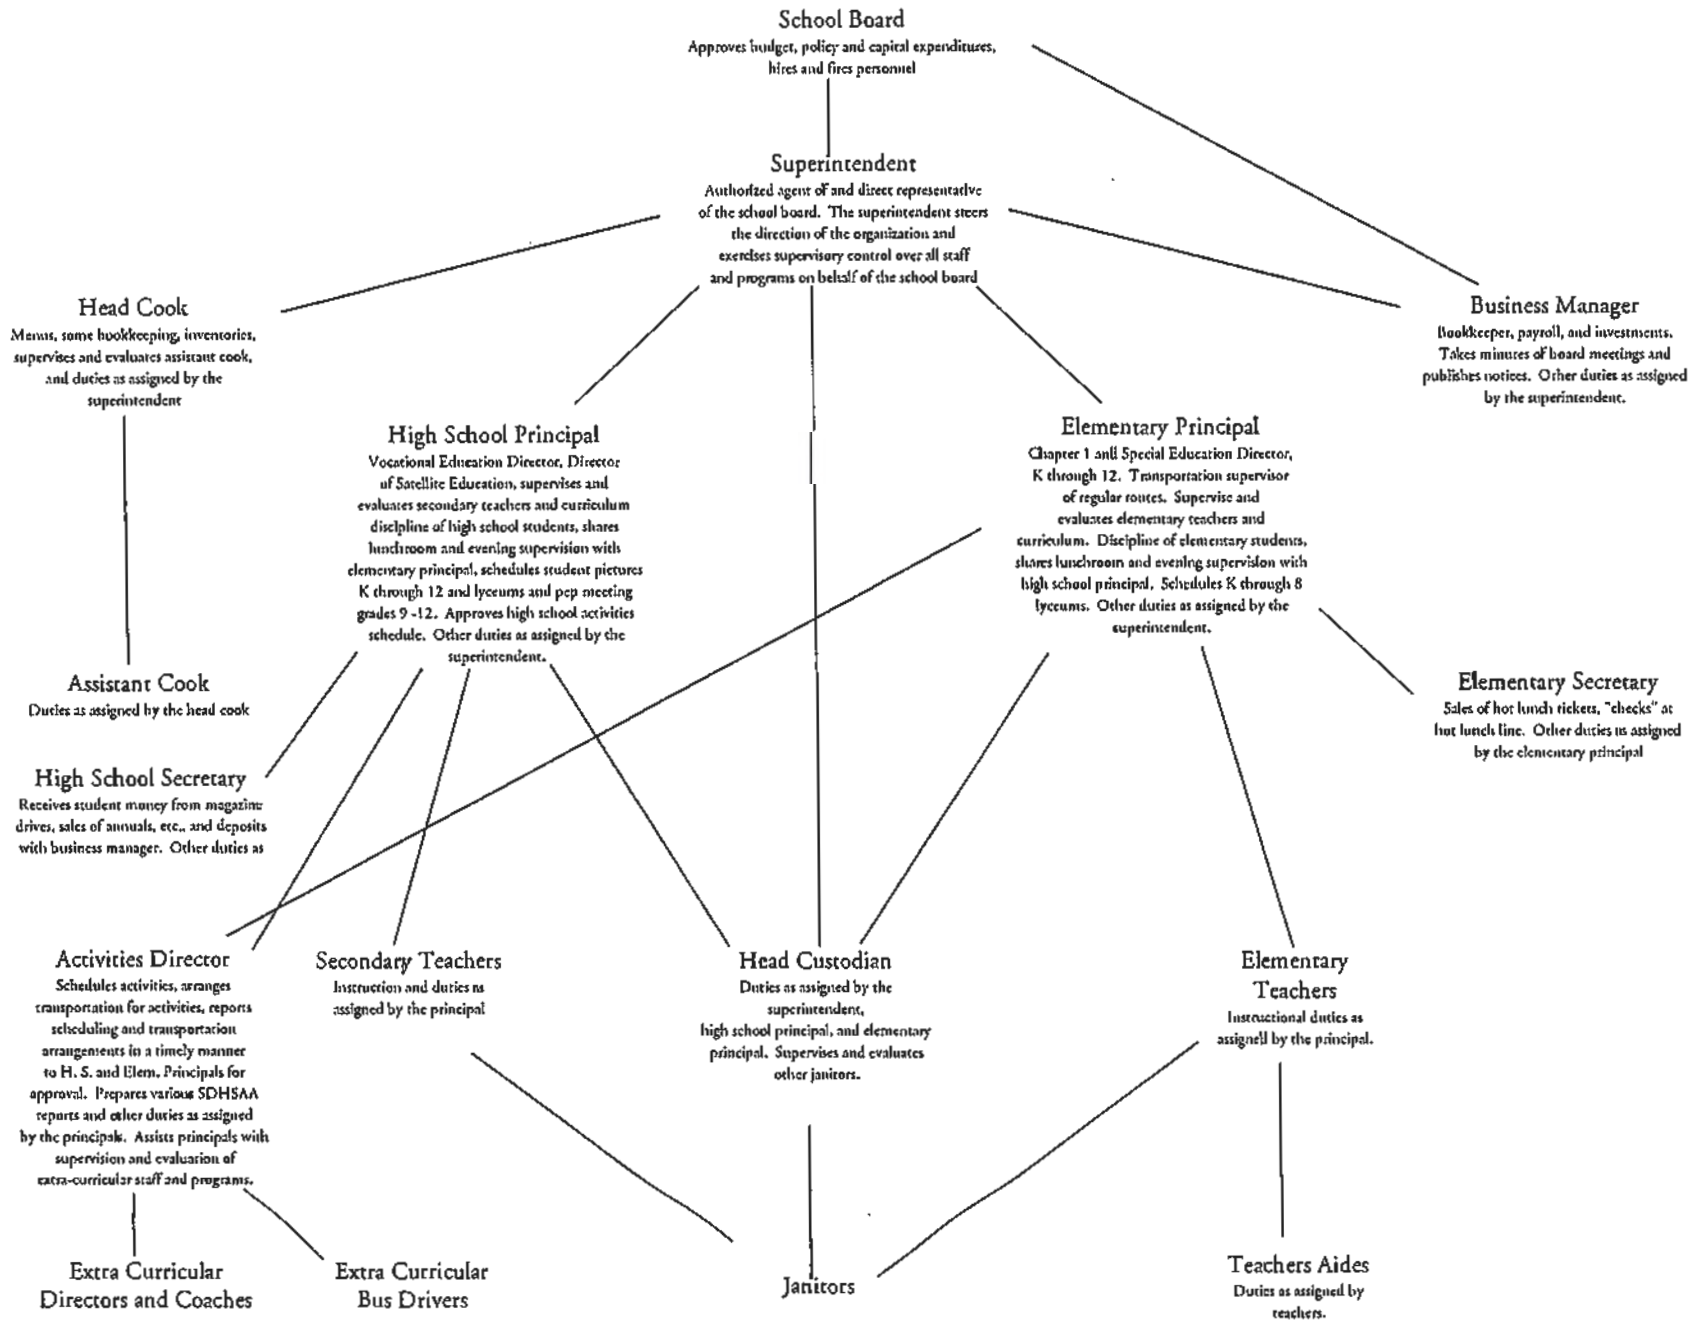 School Board
Approves budget, policy and capital expenditures,
hires and fires personnel
Superintendent
Authorized agent of and direct representative
of the school board. The superintendent steers
the direction of the organization and
exercises supervisory control over all staff
and programs on behalf of the school board
Head Cook
Menus, some bookkeeping, inventories,
supervises and evaluates assistant cook,
and duties as assigned by the
superintendent
Business Manager
Bookkeeper, payroll, and investments.
Takes minutes of board meetings and
publishes notices. Other duties as assigned
by the superintendent.
High School Principal
Vocational Education Director, Director
of Satellite Education, supervises and
evaluates secondary teachers and curriculum
discipline of high school students, shares
lunchroom and evening supervision with
elementary principal, schedules student pictures
K through 12 and lyceums and pep meeting
grades 9 -12. Approves high school activities
schedule. Other duties as assigned by the
superintendent.
Elementary Principal
Chapter 1 and Special Education Director,
K through 12. Transportation supervisor
of regular routes. Supervise and
evaluates elementary teachers and
curriculum. Discipline of elementary students,
shares lunchroom and evening supervision with
high school principal. Schedules K through 8
lyceums. Other duties as assigned by the
superintendent.
Assistant Cook
Duties as assigned by the head cook
Elementary Secretary
Sales of hot lunch tickets, "checks" at
hot lunch line. Other duties as assigned
by the elementary principal
High School Secretary
Receives student money from magazine
drives, sales of annuals, etc., and deposits
with business manager. Other duties as
Activities Director
Schedules activities, arranges
transportation for activities, reports
scheduling and transportation
arrangements in a timely manner
to H. S. and Elem. Principals for
approval. Prepares various SDHSAA
reports and other duties as assigned
by the principals. Assists principals with
supervision and evaluation of
extra-curricular staff and programs.
Secondary Teachers
Instruction and duties as
assigned by the principal
Head Custodian
Duties as assigned by the
superintendent,
high school principal, and elementary
principal. Supervises and evaluates
other janitors.
Elementary
Teachers
Instructional duties as
assigned by the principal.
Extra Curricular
Directors and Coaches
Extra Curricular
Bus Drivers
Janitors
Teachers Aides
Duties as assigned by
teachers.